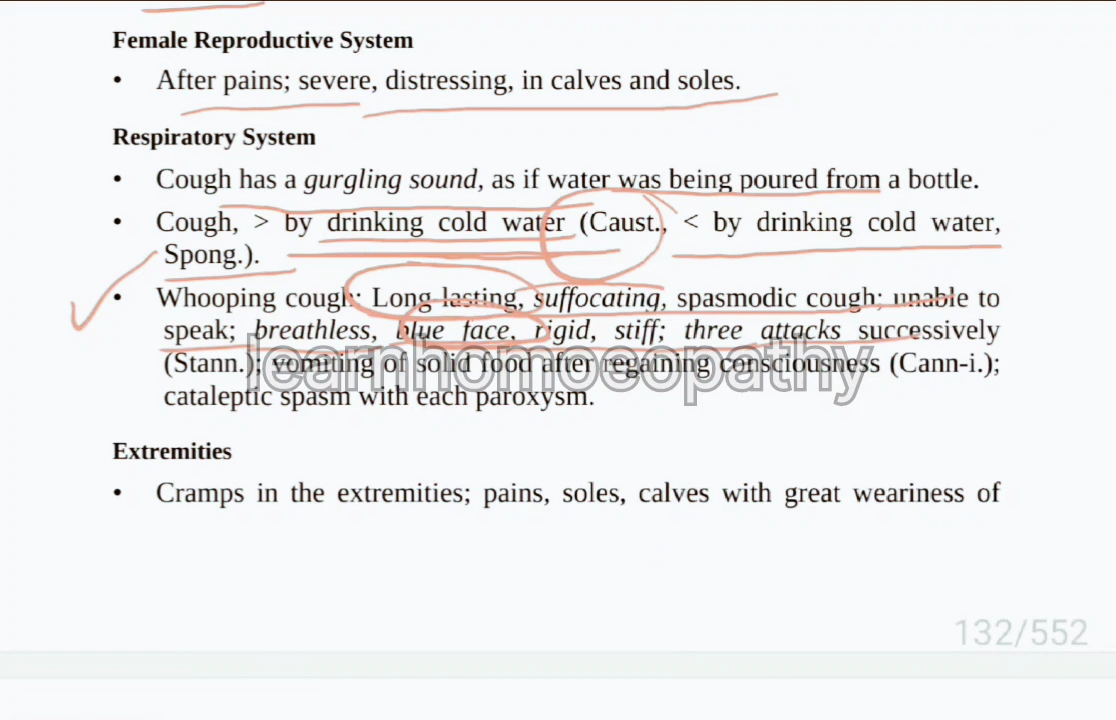 Female Reproductive System
• After pains; severe, distressing, in calves and soles.
Respiratory System
• Cough has a gurgling sound, as if water was being poured from a bottle.
• Cough, > by drinking cold water (Caust., < by drinking cold water,
Spong.).
• Whooping cough: Long lasting, suffocating, spasmodic cough; unable to
speak; breathless, blue face, rigid, stiff; three attacks successively
(Stann.); vomiting of solid food after regaining consciousness (Cann-i.);
learnhomoeopathy
cataleptic spasm with each paroxysm.
Extremities
• Cramps in the extremities; pains, soles, calves with great weariness of
132/552